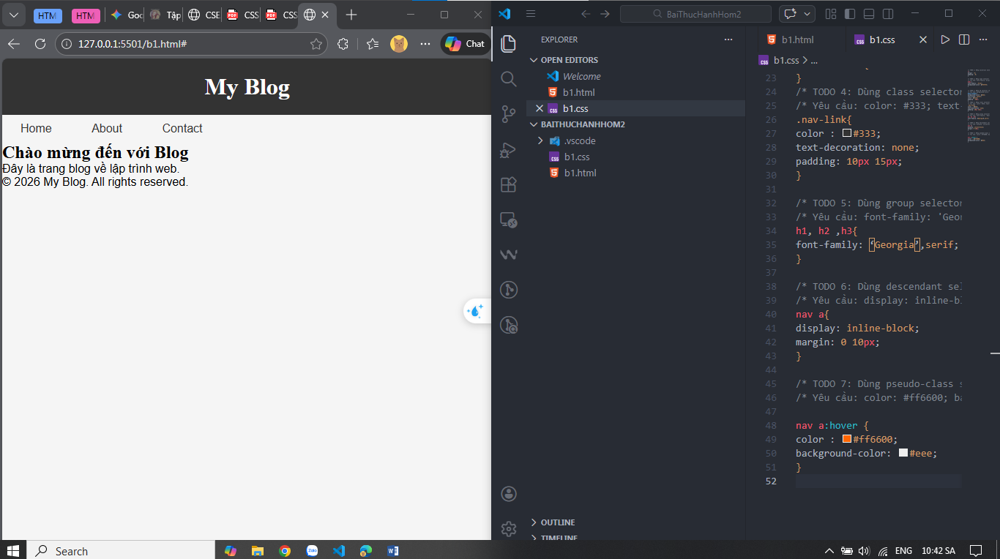 HTM
HTM
Goo
Tập
CSE
CSS
CSS
127.0.0.1:5501/b1.html#
Chat
My Blog
Home About Contact
Chào mừng đến với Blog
Đây là trang blog về lập trình web.
© 2026 My Blog. All rights reserved.
BaiThucHanhHom2
EXPLORER
OPEN EDITORS
Welcome
b1.html
b1.css
BAITHUCHANHHOM2
.vscode
b1.css
b1.html
OUTLINE
TIMELINE
b1.html
b1.css
b1.css > ...
23 }
24 /* TODO 4: Dùng class selector
25 /* Yêu cầu: color: #333; text-
26 .nav-link{
27 color : #333;
28 text-decoration: none;
29 padding: 10px 15px;
30 }
31
32 /* TODO 5: Dùng group selector
33 /* Yêu cầu: font-family: 'Geor
34 h1, h2 ,h3{
35 font-family: ‘Georgia’,serif;
36 }
37
38 /* TODO 6: Dùng descendant sel
39 /* Yêu cầu: display: inline-bl
40 nav a{
41 display: inline-block;
42 margin: 0 10px;
43 }
44
45 /* TODO 7: Dùng pseudo-class s
46 /* Yêu cầu: color: #ff6600; ba
47
48 nav a:hover {
49 color : #ff6600;
50 background-color: #eee;
51 }
52
Search
Zalo
ENG
10:42 SA